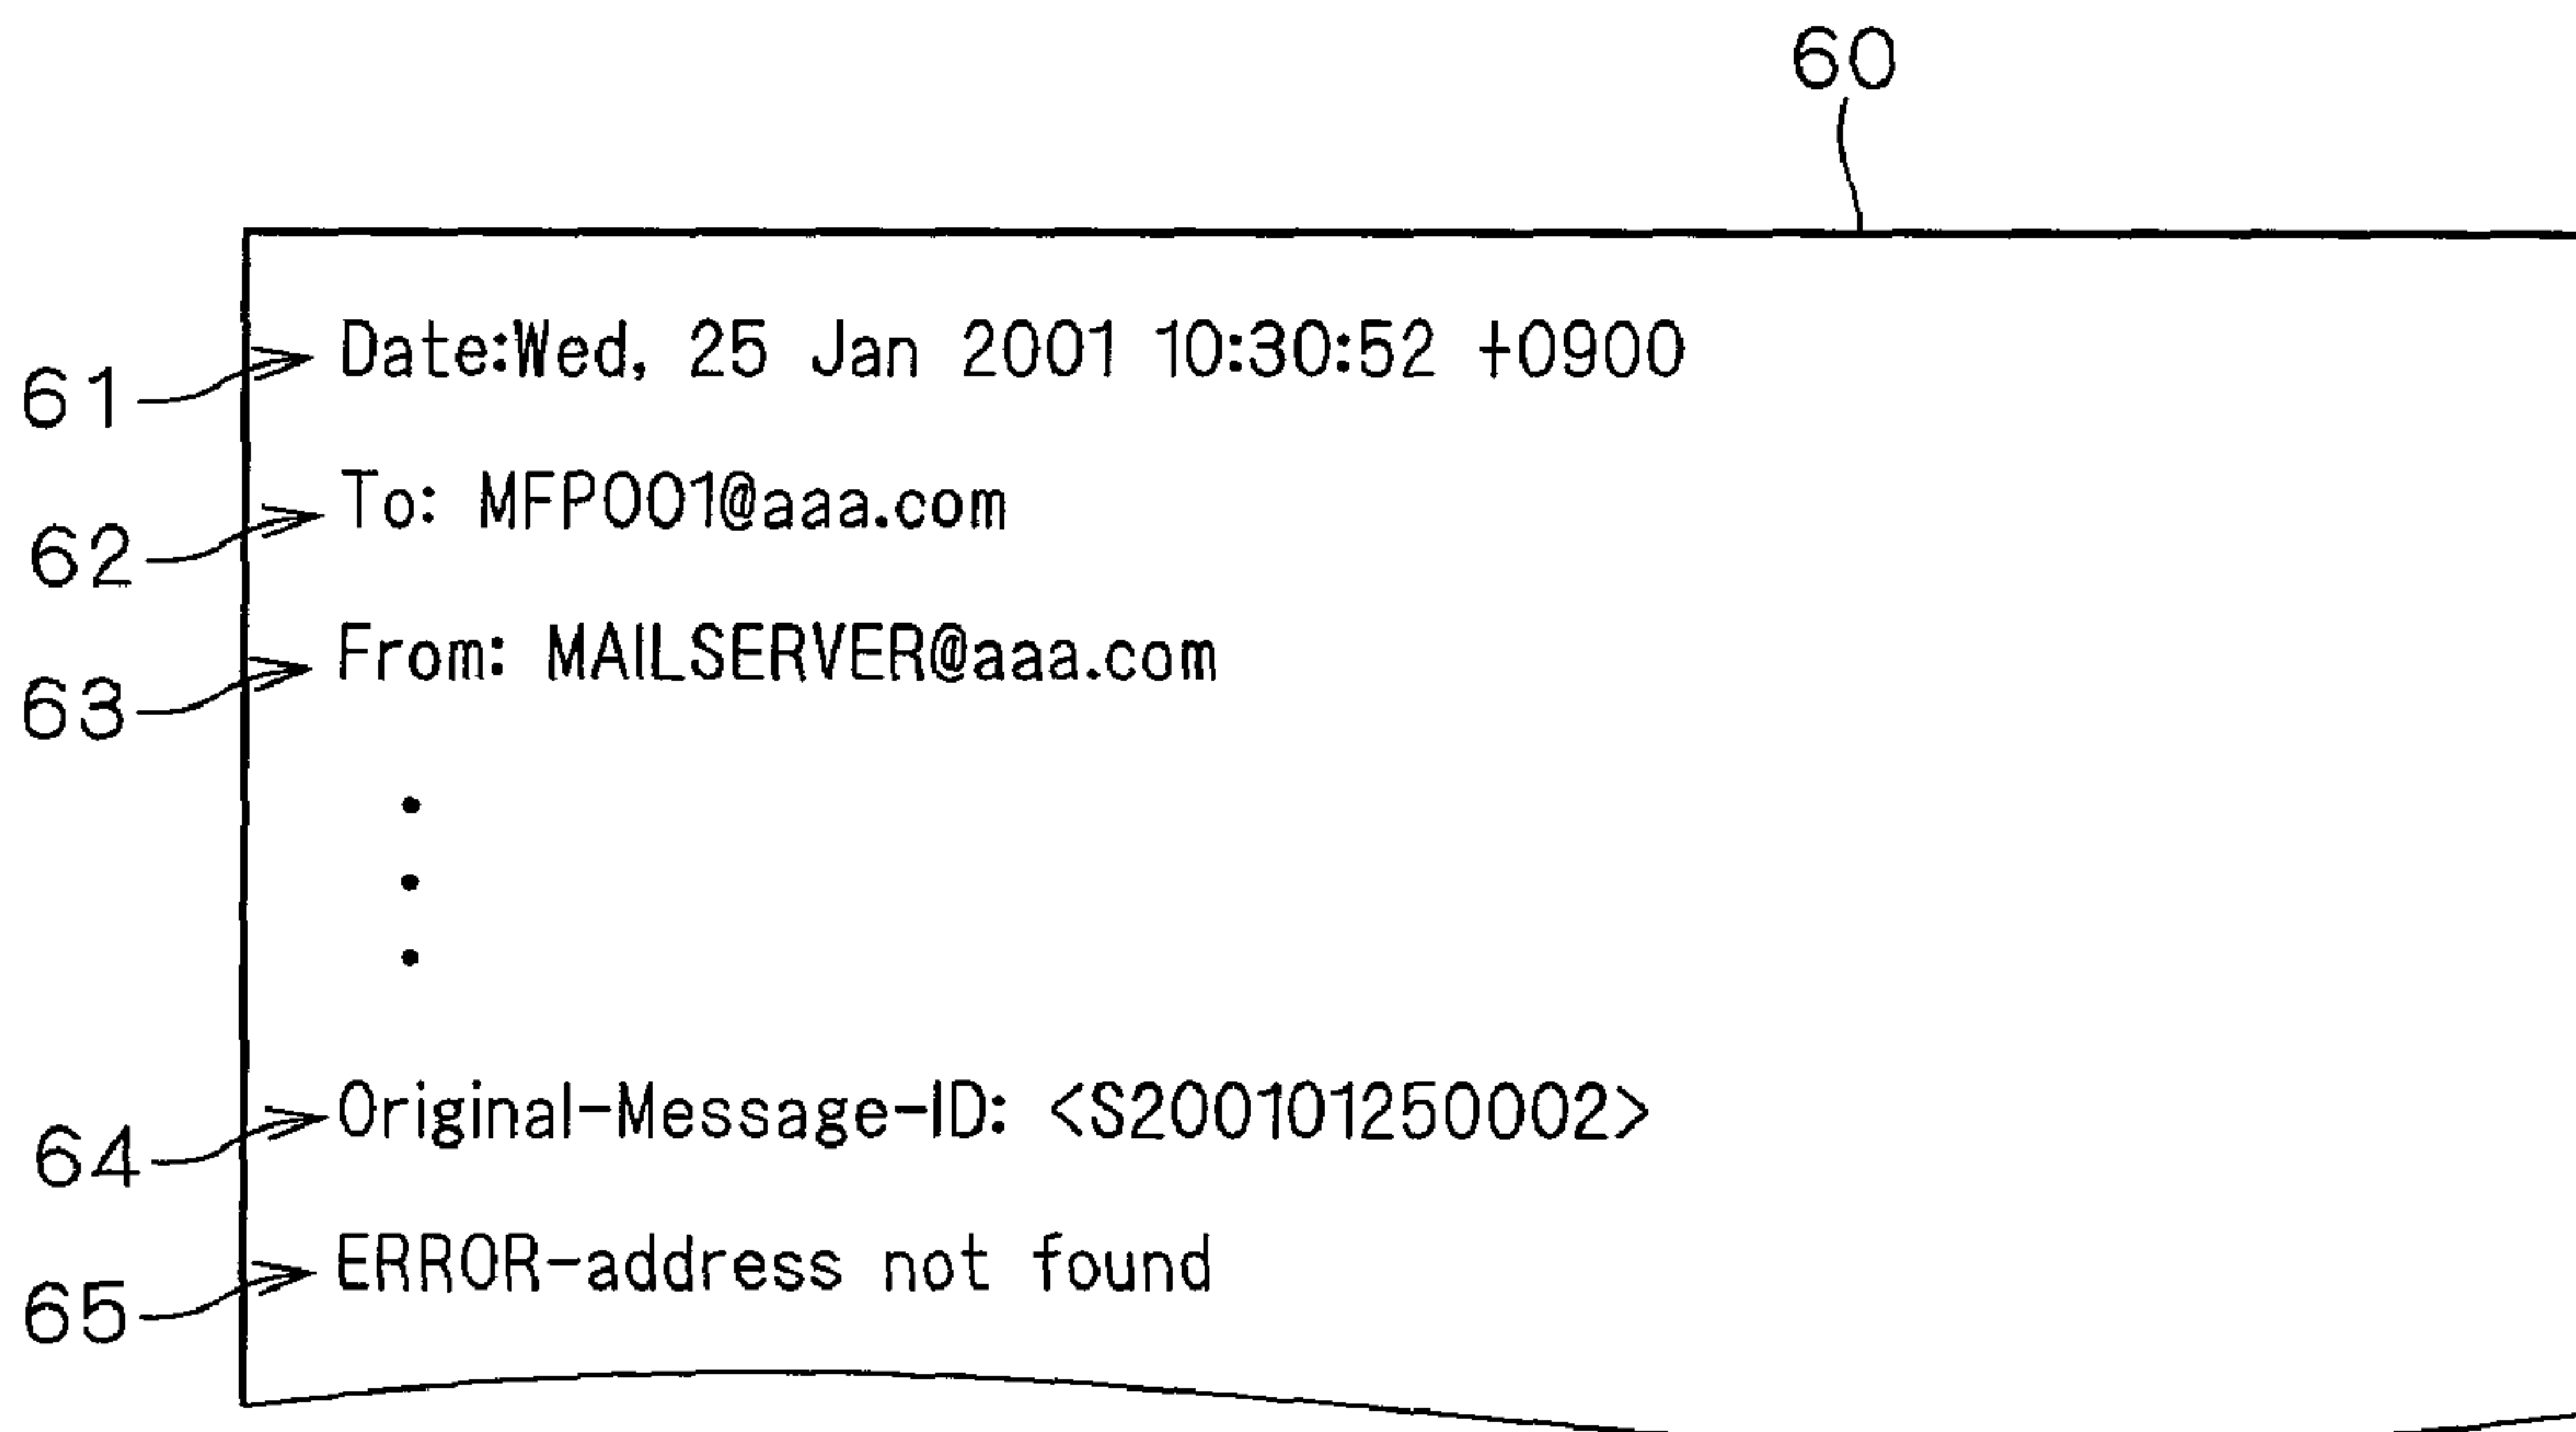 60
61 Date:Wed, 25 Jan 2001 10:30:52 +0900
62 To: MFP001@aaa.com
63 From: MAILSERVER@aaa.com
64 Original-Message-ID: <S200101250002>
65 ERROR-address not found